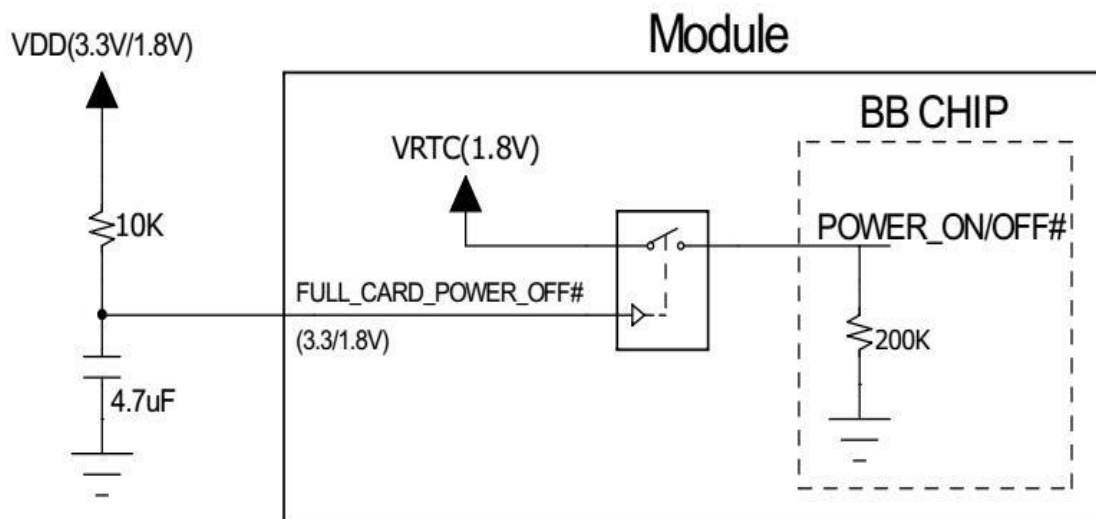 Module
VDD(3.3V/1.8V)
BB CHIP
VRTC(1.8V)
10K
POWER_ON/OFF#
FULL_CARD_POWER_OFF#
(3.3/1.8V)
200K
4.7uF